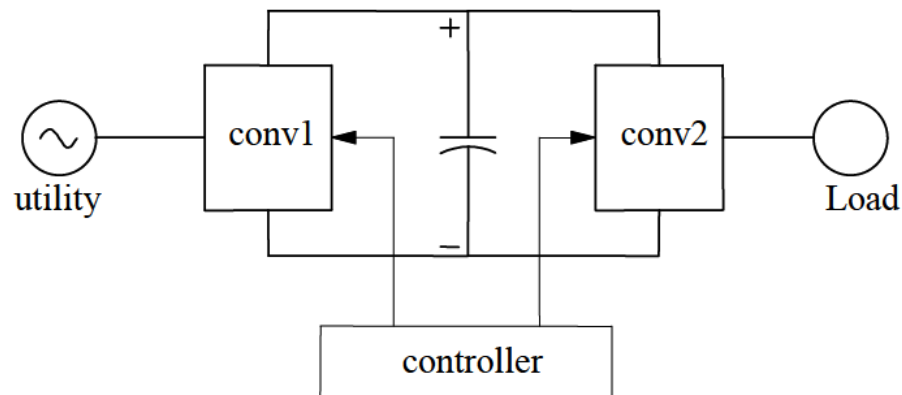 +
conv1
conv2
utility
Load
−
controller